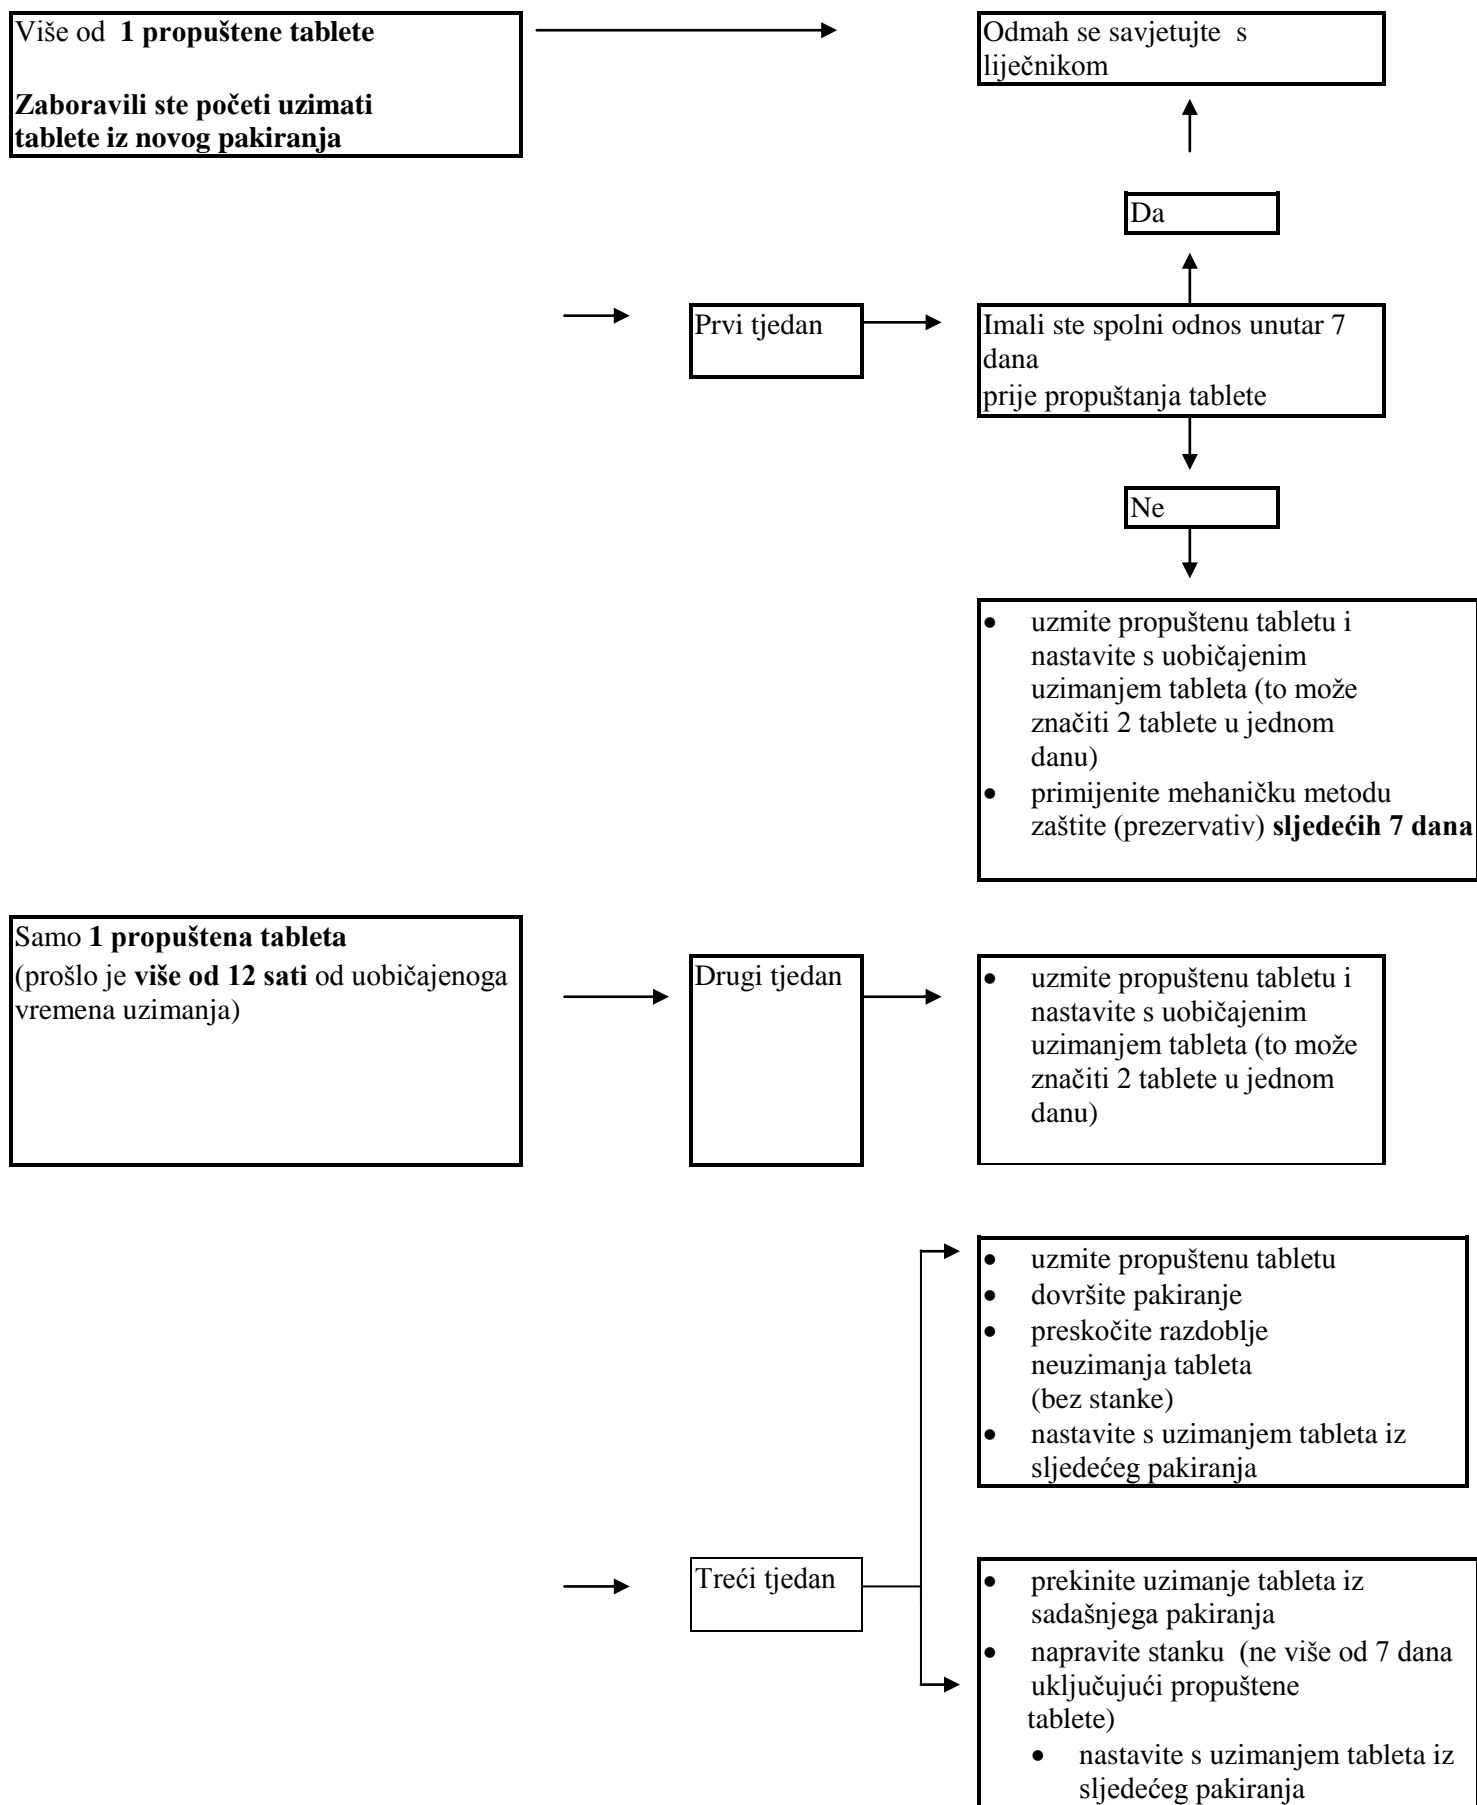 Više od  1 propuštene tablete
Zaboravili ste početi uzimati
tablete iz novog pakiranja
Odmah se savjetujte  s
liječnikom
Da
Prvi tjedan
Imali ste spolni odnos unutar 7
dana
prije propuštanja tablete
Ne
• uzmite propuštenu tabletu i
nastavite s uobičajenim
uzimanjem tableta (to može
značiti 2 tablete u jednom
danu)
• primijenite mehaničku metodu
zaštite (prezervativ) sljedećih 7 dana
Samo 1 propuštena tableta
(prošlo je više od 12 sati od uobičajenoga
vremena uzimanja)
Drugi tjedan
• uzmite propuštenu tabletu i
nastavite s uobičajenim
uzimanjem tableta (to može
značiti 2 tablete u jednom
danu)
• uzmite propuštenu tabletu
• dovršite pakiranje
• preskočite razdoblje
neuzimanja tableta
(bez stanke)
• nastavite s uzimanjem tableta iz
sljedećeg pakiranja
Treći tjedan
• prekinite uzimanje tableta iz
sadašnjega pakiranja
• napravite stanku  (ne više od 7 dana
uključujući propuštene
tablete)
• nastavite s uzimanjem tableta iz
sljedećeg pakiranja